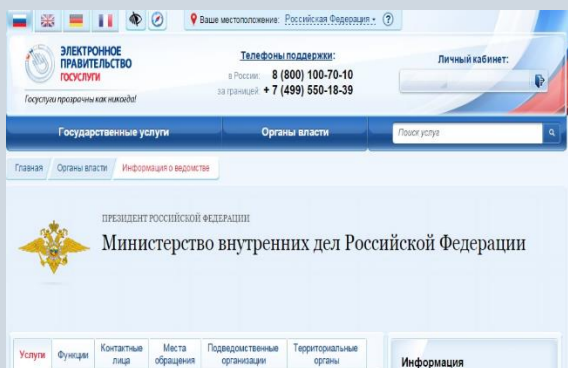 Ваше местоположение: Российская Федерация ?
ЭЛЕКТРОННОЕ
ПРАВИТЕЛЬСТВО
ГОСУСЛУГИ
Госуслуги прозрачны как никогда!
Телефоны поддержки:
в России: 8 (800) 100-70-10
за границей: + 7 (499) 550-18-39
Личный кабинет:
Государственные услуги
Органы власти
Поиск услуг
Главная
Органы власти
Информация о ведомстве
ПРЕЗИДЕНТ РОССИЙСКОЙ ФЕДЕРАЦИИ
Министерство внутренних дел Российской Федерации
Услуги
Функции
Контактные
лица
Места
обращения
Подведомственные
организации
Территориальные
органы
Информация